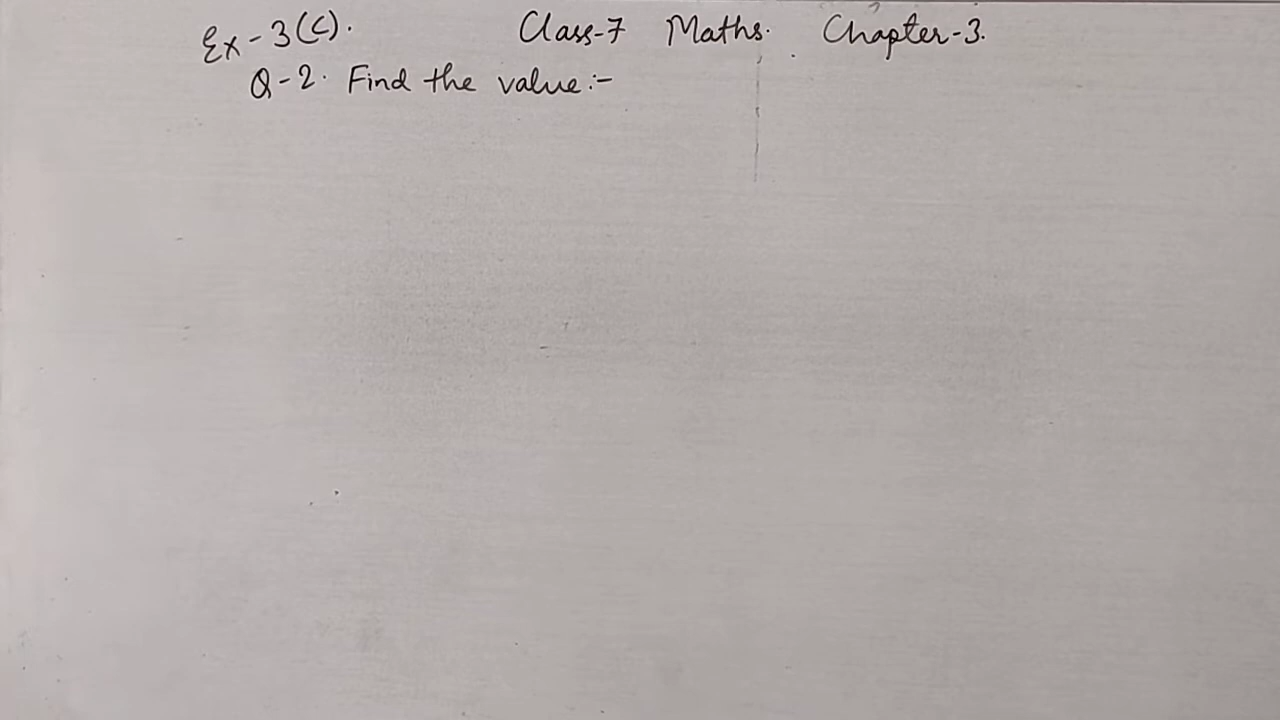 Ex-3(C). Class-7 Maths. Chapter-3.
Q-2. Find the value:-